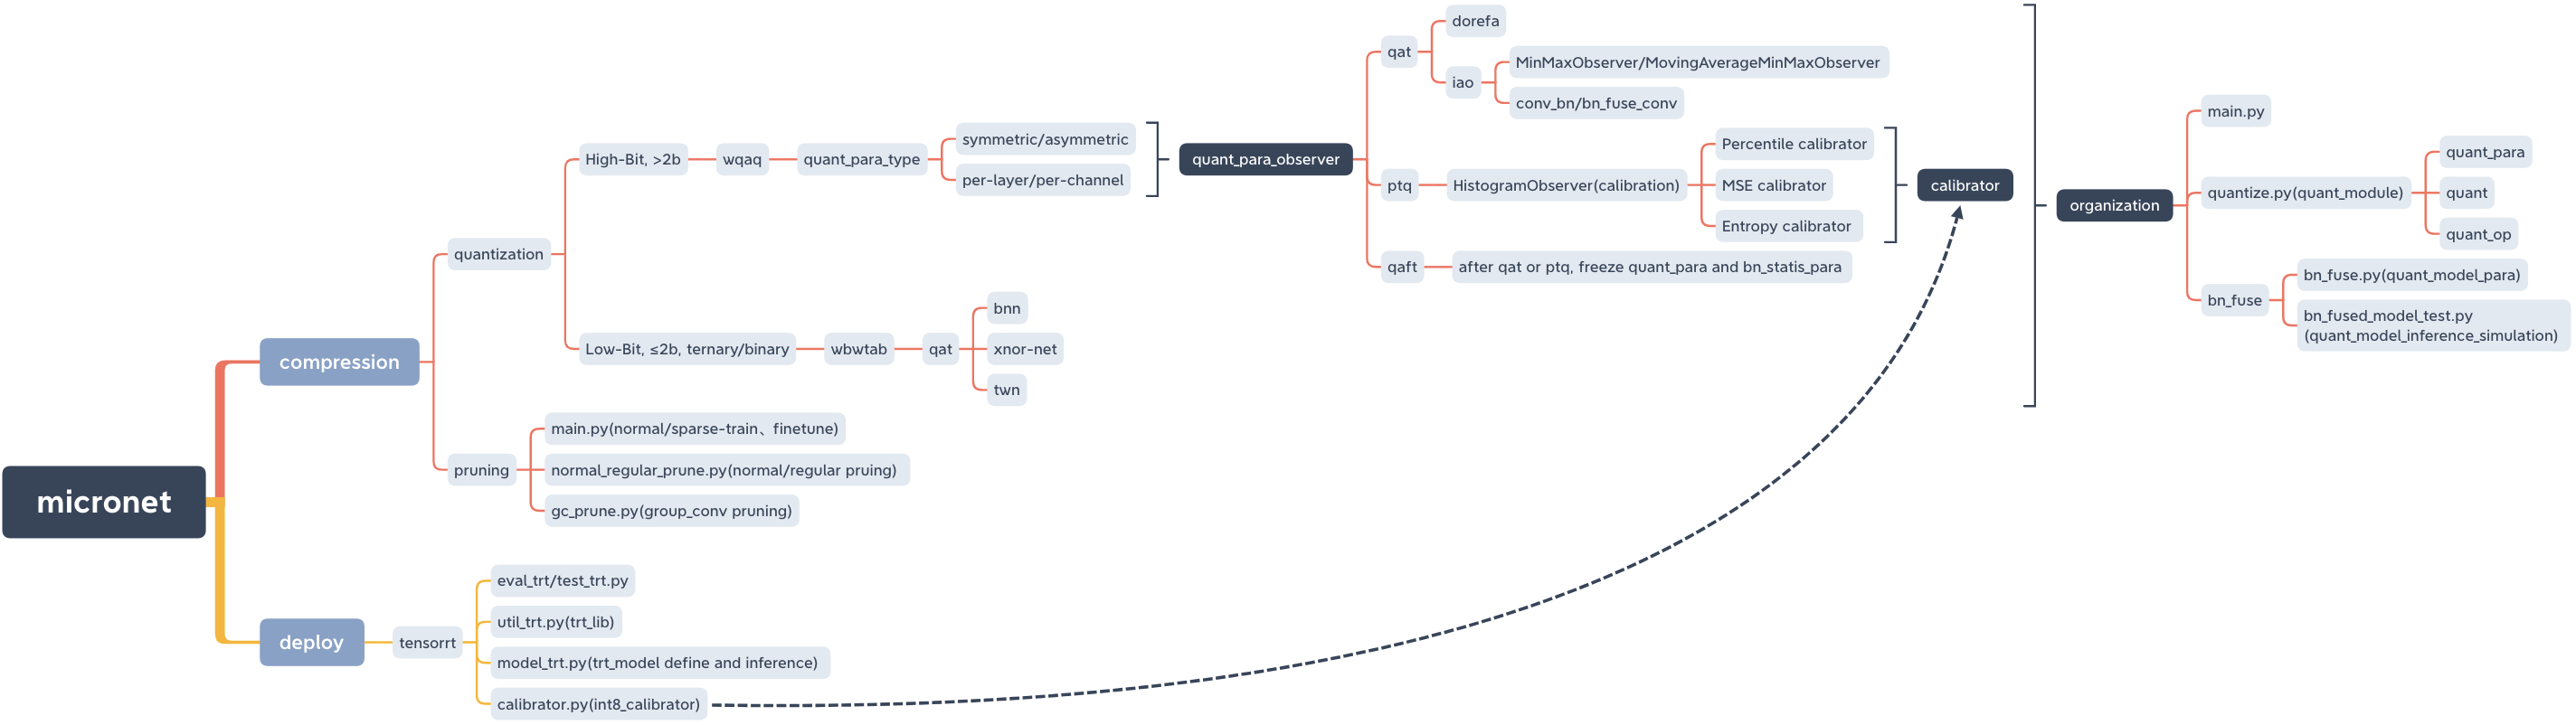 micronet
compression
quantization
High-Bit, >2b
wqaq
quant_para_type
symmetric/asymmetric
per-layer/per-channel
quant_para_observer
qat
dorefa
iao
MinMaxObserver/MovingAverageMinMaxObserver
conv_bn/bn_fuse_conv
ptq
HistogramObserver(calibration)
Percentile calibrator
MSE calibrator
Entropy calibrator
calibrator
qaft
after qat or ptq, freeze quant_para and bn_statis_para
Low-Bit, ≤2b, ternary/binary
wbwtab
qat
bnn
xnor-net
twn
organization
main.py
quantize.py(quant_module)
quant_para
quant
quant_op
bn_fuse
bn_fuse.py(quant_model_para)
bn_fused_model_test.py
(quant_model_inference_simulation)
pruning
main.py(normal/sparse-train、finetune)
normal_regular_prune.py(normal/regular pruing)
gc_prune.py(group_conv pruning)
deploy
tensorrt
eval_trt/test_trt.py
util_trt.py(trt_lib)
model_trt.py(trt_model define and inference)
calibrator.py(int8_calibrator)